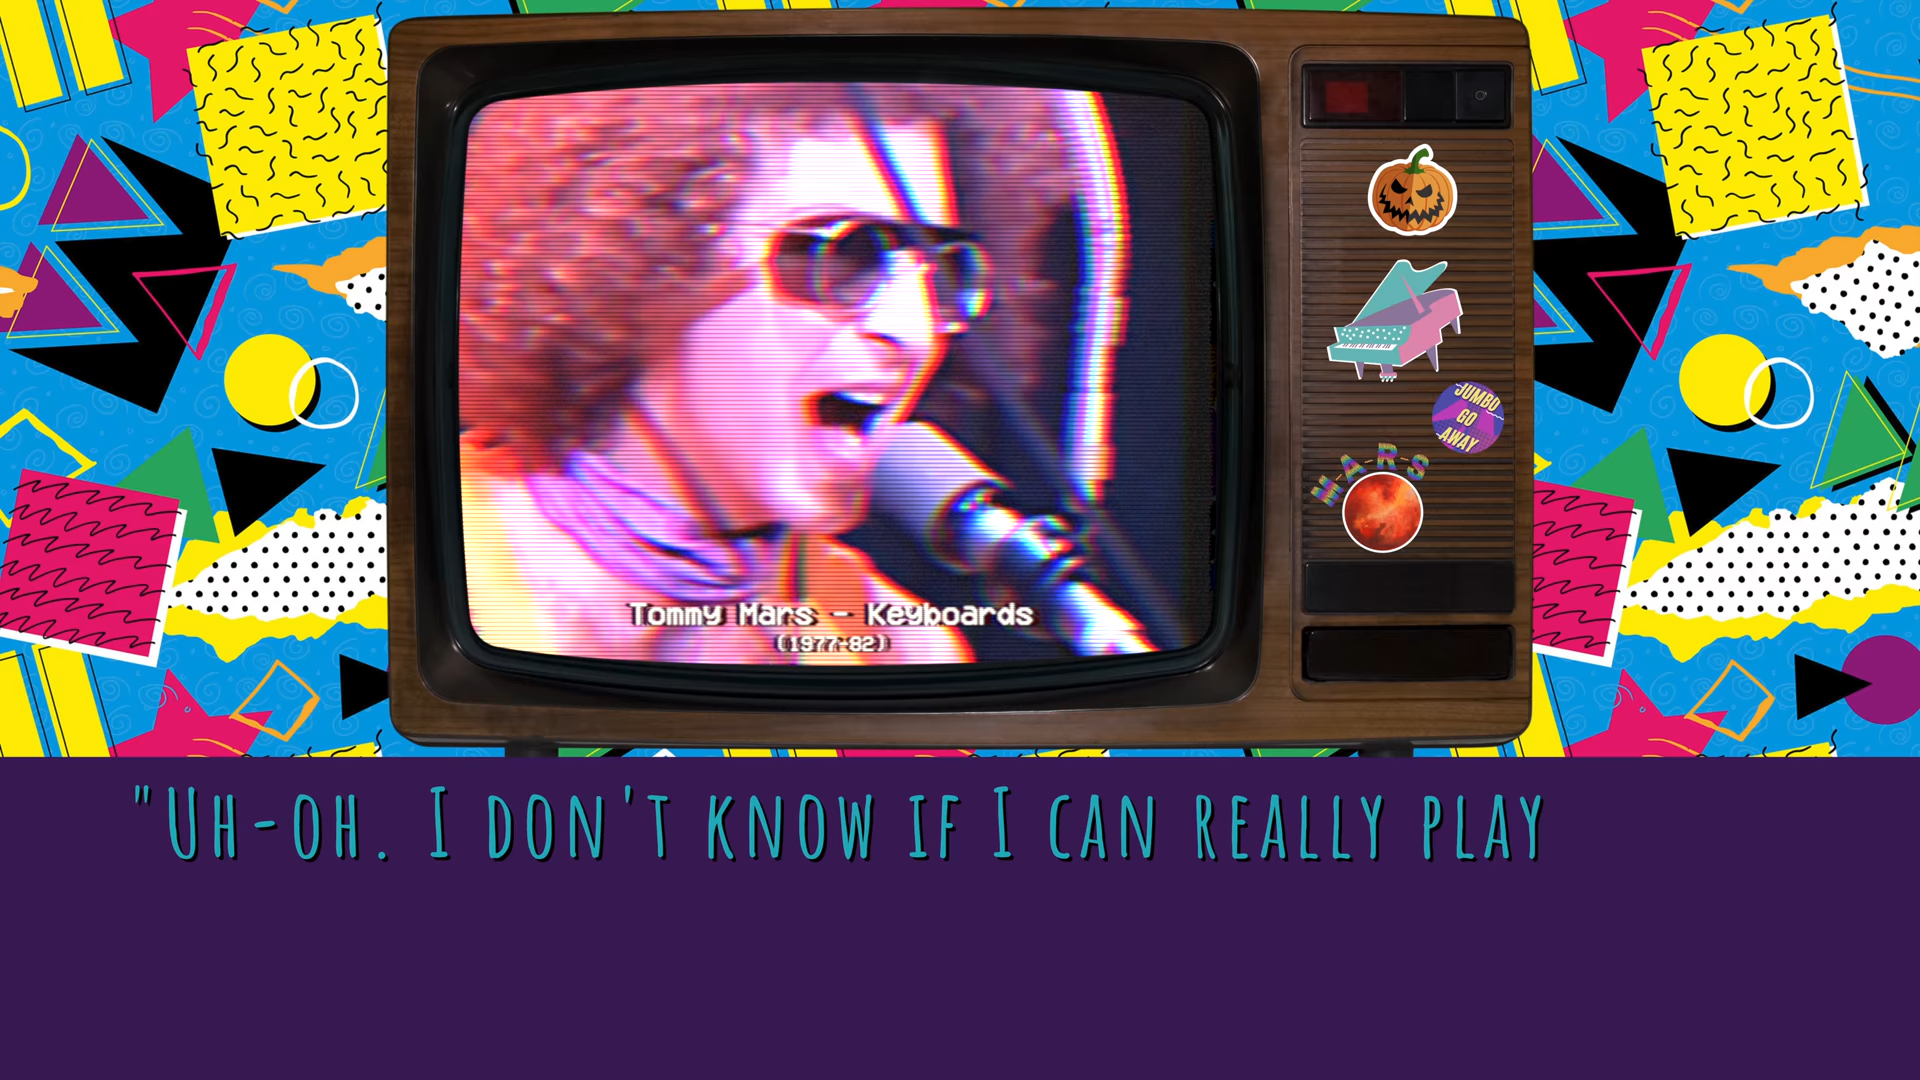 JUMBO
GO
AWAY
M-A-R-S
Tommy Mars - Keyboards
(1977-82)
"Uh-oh. I don't know if I can really play